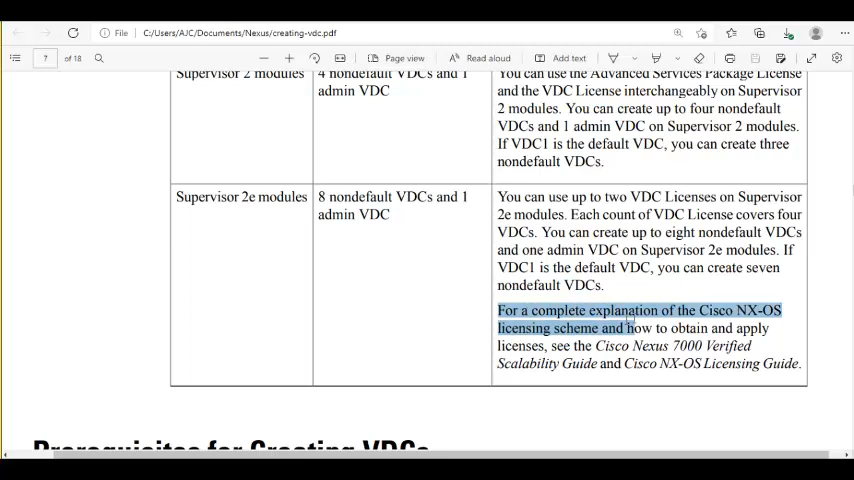 File
C:/Users/AJC/Documents/Nexus/creating-vdc.pdf
7 of 18
Page view
Read aloud
Add text
Supervisor 2 modules
4 nondefault VDCs and 1
admin VDC
You can use the Advanced Services Package License
and the VDC License interchangeably on Supervisor
2 modules. You can create up to four nondefault
VDCs and 1 admin VDC on Supervisor 2 modules.
If VDC1 is the default VDC, you can create three
nondefault VDCs.
Supervisor 2e modules
8 nondefault VDCs and 1
admin VDC
You can use up to two VDC Licenses on Supervisor
2e modules. Each count of VDC License covers four
VDCs. You can create up to eight nondefault VDCs
and one admin VDC on Supervisor 2e modules. If
VDC1 is the default VDC, you can create seven
nondefault VDCs.
For a complete explanation of the Cisco NX-OS
licensing scheme and how to obtain and apply
licenses, see the Cisco Nexus 7000 Verified
Scalability Guide and Cisco NX-OS Licensing Guide.
Prerequisites for Creating VDCs